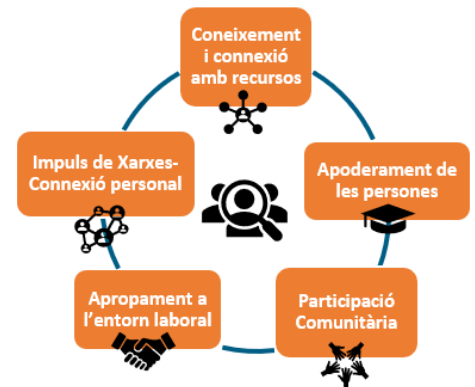 Coneixement
i connexió
amb recursos
Impuls de Xarxes-
Connexió personal
Apoderament de
les persones
Apropament a
l'entorn laboral
Participació
Comunitària